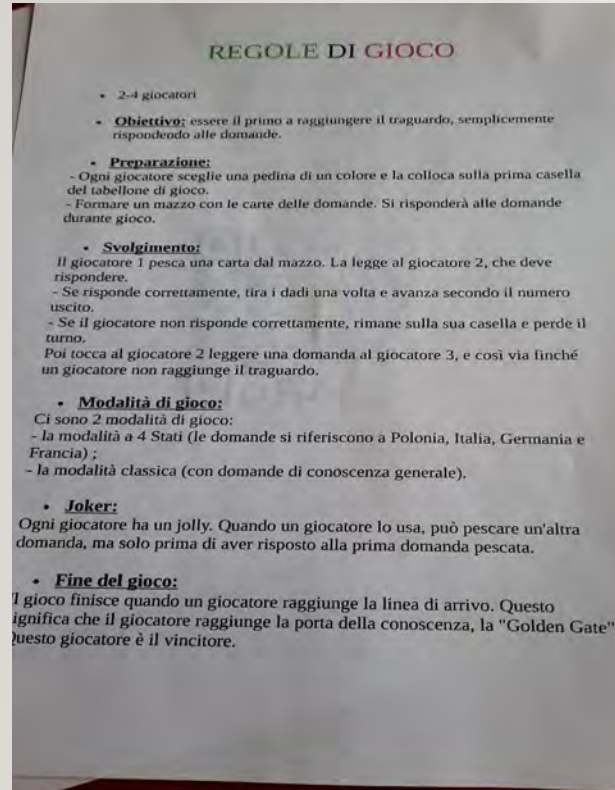 REGOLE DI GIOCO
• 2-4 giocatori
• Obiettivo: essere il primo a raggiungere il traguardo, semplicemente
rispondendo alle domande.
• Preparazione:
- Ogni giocatore sceglie una pedina di un colore e la colloca sulla prima casella
del tabellone di gioco.
- Formare un mazzo con le carte delle domande. Si risponderà alle domande
durante gioco.
• Svolgimento:
Il giocatore 1 pesca una carta dal mazzo. La legge al giocatore 2, che deve
rispondere.
- Se risponde correttamente, tira i dadi una volta e avanza secondo il numero
uscito.
- Se il giocatore non risponde correttamente, rimane sulla sua casella e perde il
turno.
Poi tocca al giocatore 2 leggere una domanda al giocatore 3, e così via finché
un giocatore non raggiunge il traguardo.
• Modalità di gioco:
Ci sono 2 modalità di gioco:
- la modalità a 4 Stati (le domande si riferiscono a Polonia, Italia, Germania e
Francia) ;
- la modalità classica (con domande di conoscenza generale).
• Joker:
Ogni giocatore ha un jolly. Quando un giocatore lo usa, può pescare un'altra
domanda, ma solo prima di aver risposto alla prima domanda pescata.
• Fine del gioco:
Il gioco finisce quando un giocatore raggiunge la linea di arrivo. Questo
significa che il giocatore raggiunge la porta della conoscenza, la "Golden Gate"
Questo giocatore è il vincitore.